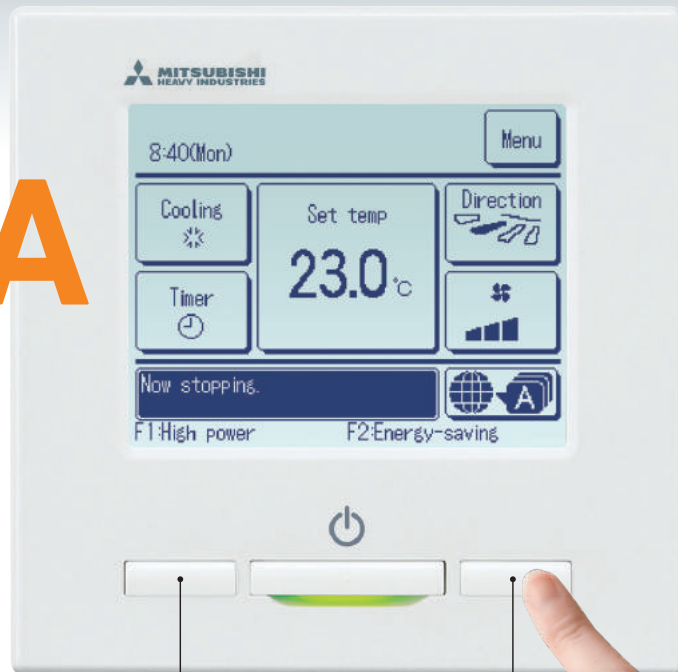 MITSUBISHI
HEAVY INDUSTRIES
A
8:40(Mon)
Menu
Cooling
Set temp
Direction
23.0℃
Timer
Now stopping.
A
F1:High power
F2:Energy-saving